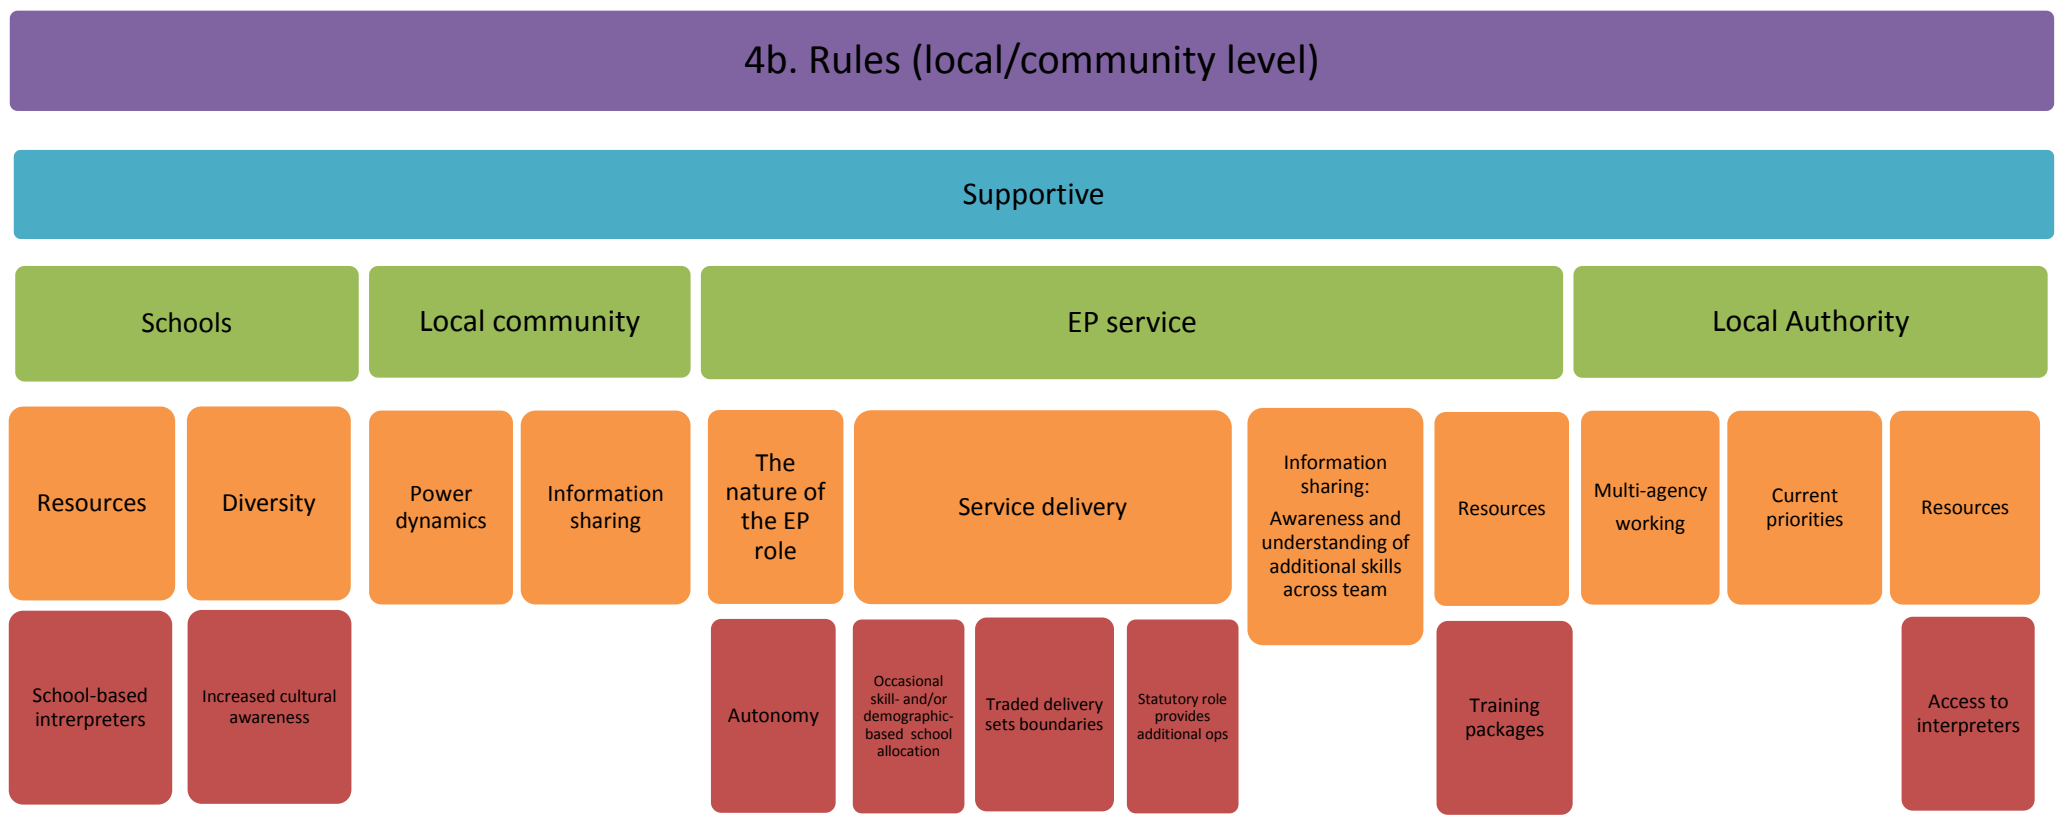 4b. Rules (local/community level)
Supportive
Schools
Local community
EP service
Local Authority
Resources
Diversity
Power
dynamics
Information
sharing
The
nature of
the EP
role
Service delivery
Information
sharing:
Awareness and
understanding of
additional skills
across team
Resources
Multi-agency
working
Current
priorities
Resources
School-based
intrerpreters
Increased cultural
awareness
Autonomy
Occasional
skill- and/or
demographic-
based school
allocation
Traded delivery
sets boundaries
Statutory role
provides
additional ops
Training
packages
Access to
interpreters